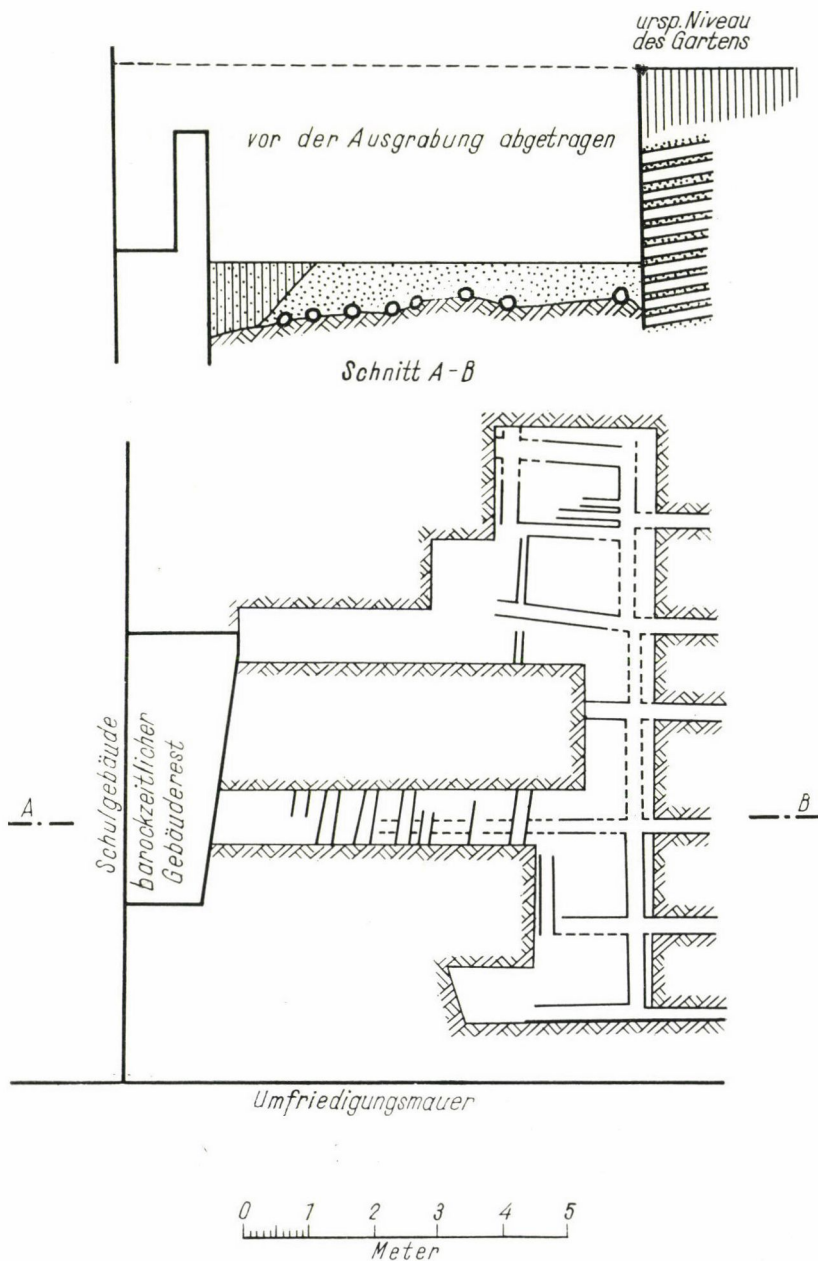 ursp. Niveau
des Gartens
vor der Ausgrabung abgetragen
Schnitt A-B
A
B
Schulgebäude
barockzeitlicher
Gebäuderest
Umfriedigungsmauer
0 1 2 3 4 5
Meter